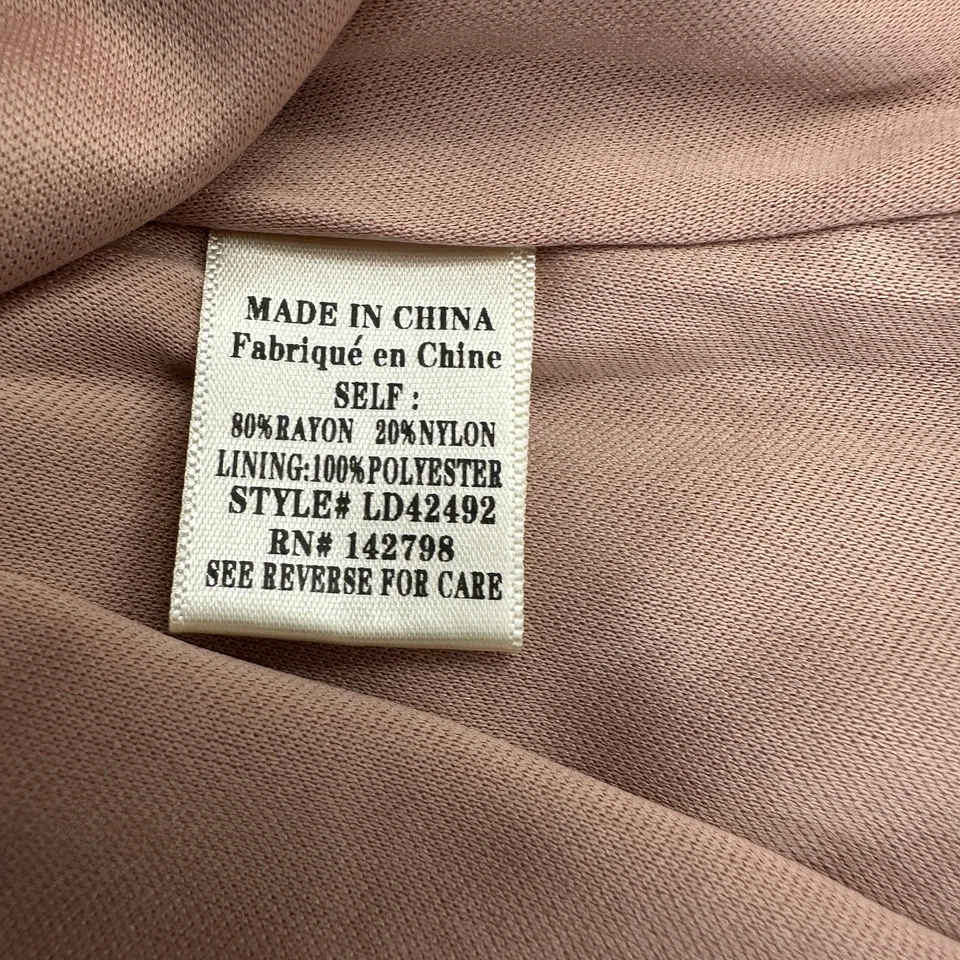 MADE IN CHINA
Fabriqué en Chine
SELF :
80%RAYON 20%NYLON
LINING:100%POLYESTER
STYLE# LD42492
RN# 142798
SEE REVERSE FOR CARE